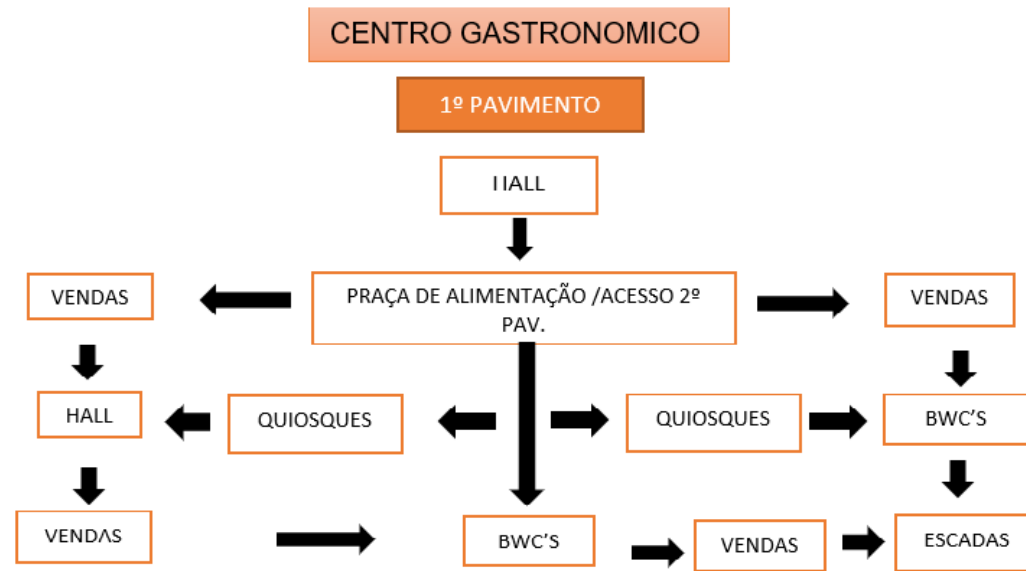 CENTRO GASTRONOMICO
1º PAVIMENTO
HALL
VENDAS
PRAÇA DE ALIMENTAÇÃO /ACESSO 2º
PAV.
VENDAS
HALL
QUIOSQUES
QUIOSQUES
BWC'S
VENDAS
BWC'S
VENDAS
ESCADAS